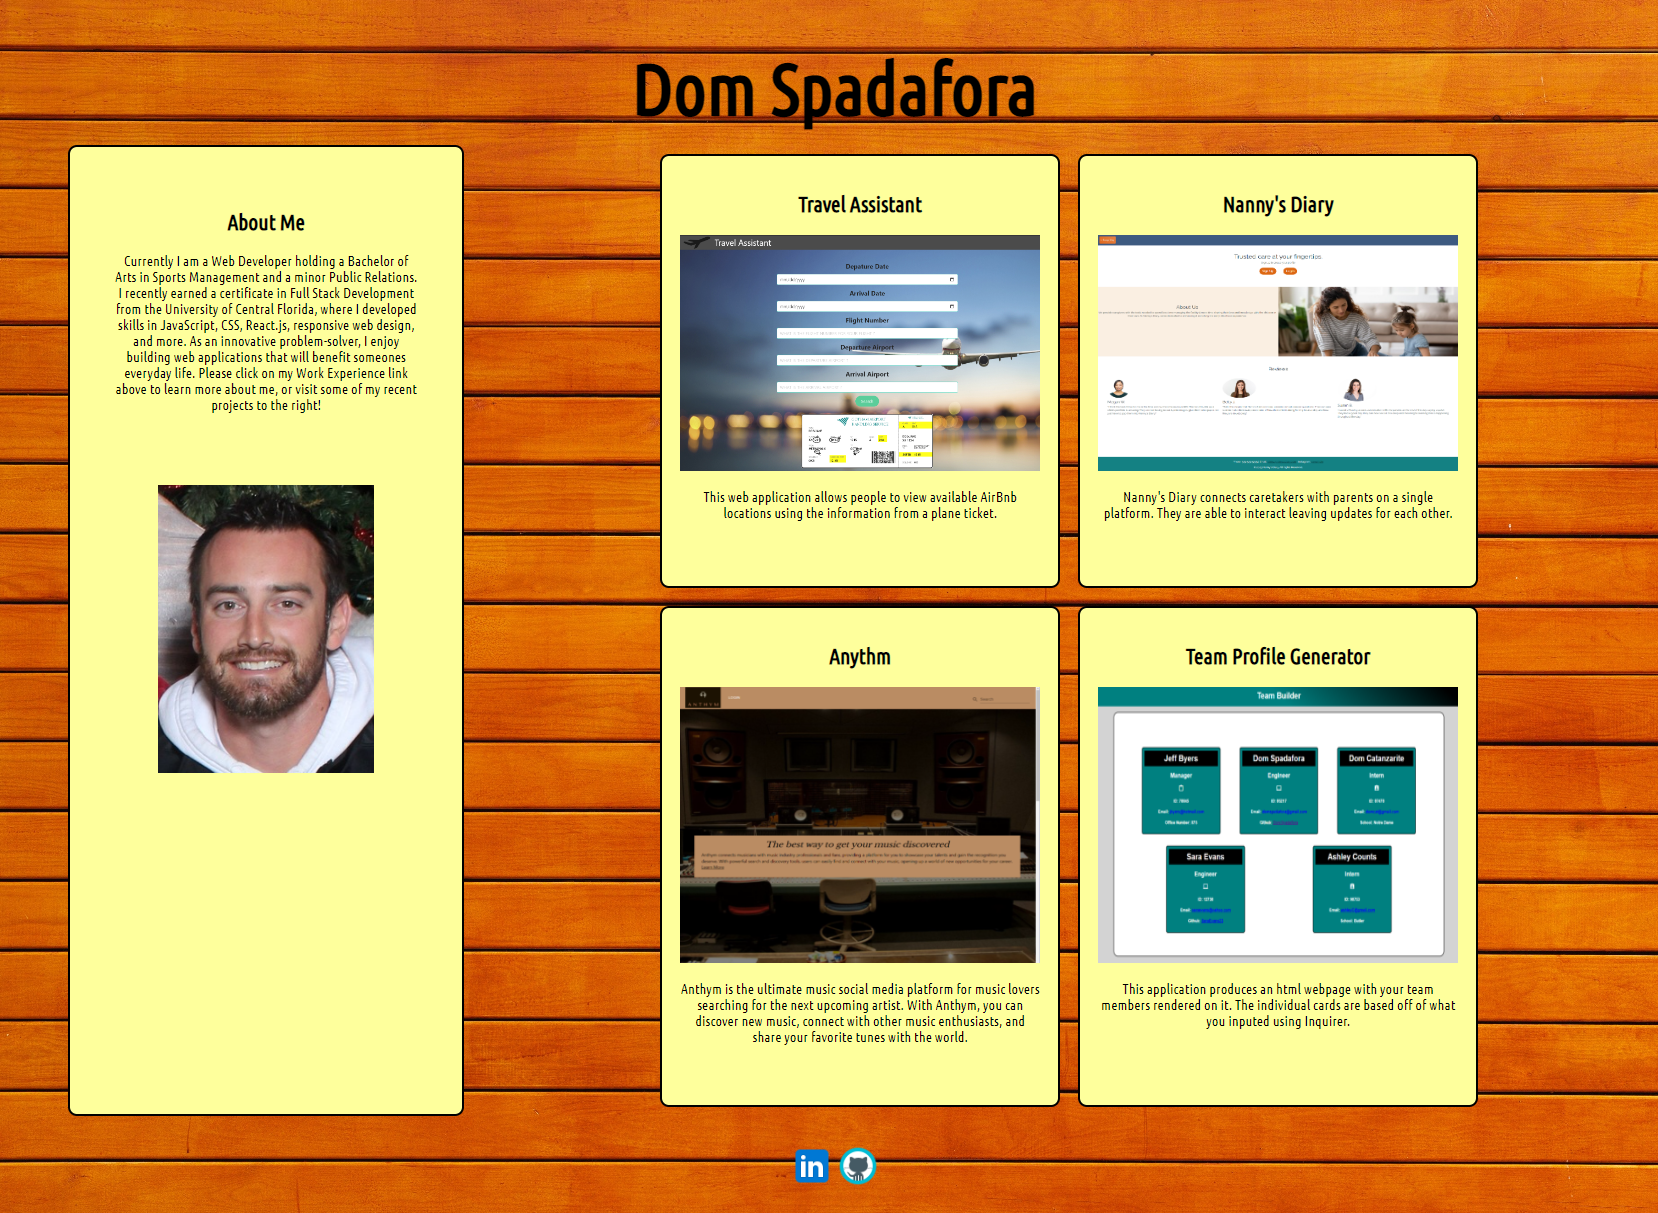 Dom Spadafora
About Me
Currently I am a Web Developer holding a Bachelor of
Arts in Sports Management and a minor Public Relations.
I recently earned a certificate in Full Stack Development
from the University of Central Florida, where I developed
skills in JavaScript, CSS, React.js, responsive web design,
and more. As an innovative problem-solver, I enjoy
building web applications that will benefit someones
everyday life. Please click on my Work Experience link
above to learn more about me, or visit some of my recent
projects to the right!
Travel Assistant
Travel Assistant
Depature Date
Arrival Date
Flight Number
Departure Airport
Arrival Airport
This web application allows people to view available AirBnb
locations using the information from a plane ticket.
Nanny's Diary
Trusted care at your fingertips
About Us
Reviews
Nanny's Diary connects caretakers with parents on a single
platform. They are able to interact leaving updates for each other.
Anythm
ANTHYM
The best way to get your music discovered
Anthym is the ultimate music social media platform for music lovers
searching for the next upcoming artist. With Anthym, you can
discover new music, connect with other music enthusiasts, and
share your favorite tunes with the world.
Team Profile Generator
Team Builder
Jeff Byers
Manager
Dom Spadafora
Engineer
Dom Catanzarite
Intern
Sara Evans
Engineer
Ashley Counts
Intern
This application produces an html webpage with your team
members rendered on it. The individual cards are based off of what
you inputed using Inquirer.
in